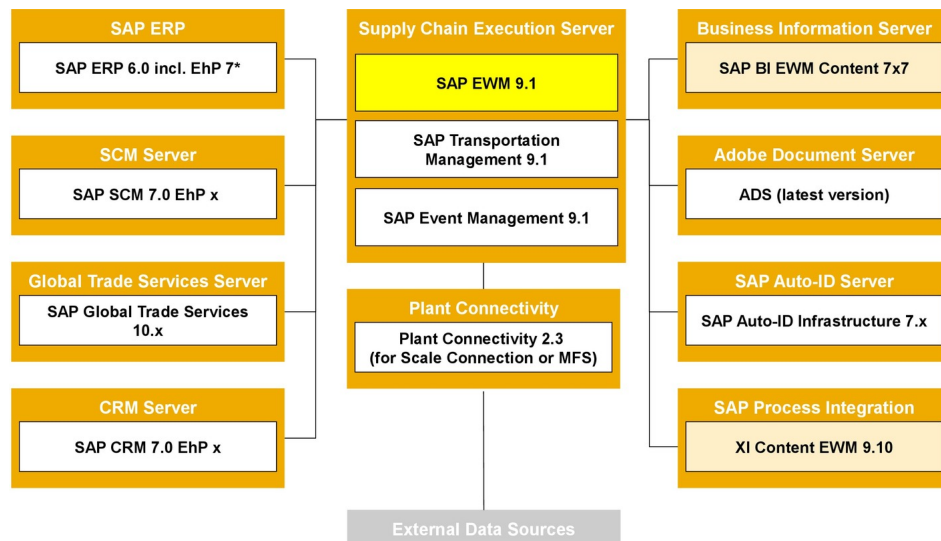 SAP ERP
SAP ERP 6.0 incl. EhP 7*
SCM Server
SAP SCM 7.0 EhP x
Global Trade Services Server
SAP Global Trade Services
10.x
CRM Server
SAP CRM 7.0 EhP x
Supply Chain Execution Server
SAP EWM 9.1
SAP Transportation
Management 9.1
SAP Event Management 9.1
Plant Connectivity
Plant Connectivity 2.3
(for Scale Connection or MFS)
External Data Sources
Business Information Server
SAP BI EWM Content 7x7
Adobe Document Server
ADS (latest version)
SAP Auto-ID Server
SAP Auto-ID Infrastructure 7.x
SAP Process Integration
XI Content EWM 9.10